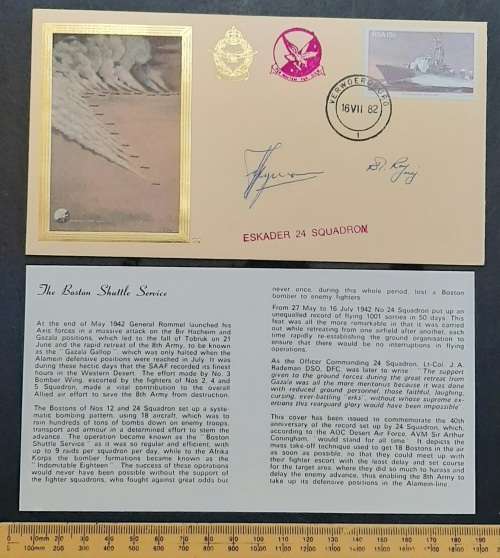 RSA 15c
VERWOERDBURG
16 VII 82
1
ESKADER 24 SQUADRON
The Boston Shuttle Service
At the end of May 1942 General Rommel launched his
Axis forces in a massive attack on the Bir Hacheim and
Gazala positions, which led to the fall of Tobruk on 21
June and the rapid retreat of the 8th Army, to be known
as the "Gazala Gallop", which was only halted when the
Alamein defensive positions were reached in July. It was
during these hectic days that the SAAF recorded its finest
hours in the Western Desert. The effort made by No. 3
Bomber Wing, escorted by the fighters of Nos 2, 4 and
5 Squadron, made a vital contribution to the overall
Allied air effort to save the 8th Army from destruction.
The Bostons of Nos 12 and 24 Squadron set up a syste-
matic bombing pattern, using 18 aircraft, which was to
rain hundreds of tons of bombs down on enemy troops,
transport and armour in a determined effort to stem the
advance. The operation became known as the "Boston
Shuttle Service" as it was so regular and efficient, with
up to 9 raids per squadron per day, while to the Afrika
Korps the bomber formations became known as the
"Indomitable Eighteen". The success of these operations
would never have been possible without the support of
the fighter squadrons, who fought against great odds but
never once, during this whole period, lost a Boston
bomber to enemy fighters.
From 27 May to 16 July 1942 No 24 Squadron put up an
unequalled record of flying 1001 sorties in 50 days. This
feat was all the more remarkable in that it was carried
out while retreating from one airfield after another, each
time rapidly re-establishing the ground organisation to
ensure that there would be no interruptions in flying
operations.
As the Officer Commanding 24 Squadron, Lt-Col. J. A.
Rademan DSO, DFC, was later to write "The support
given to the ground forces during the great retreat from
Gazala was all the more meritorious because it was done
with reduced ground personnel, those faithful, laughing,
cursing, ever-battling 'erks', without whose supreme ex-
ertions this rearguard glory would have been impossible".
This cover has been issued to commemorate the 40th
anniversary of the record set up by 24 Squadron, which,
according to the AOC Desert Air Force, AVM Sir Arthur
Coningham, would stand for all time. It depicts the
mass take-off technique used to get 18 Bostons in the air
as soon as possible, so that they could meet up with
their fighter escort with the least delay and set course
for the target area, where they did so much to harass and
delay the enemy advance, thus enabling the 8th Army to
take up its defensive positions in the Alamein-line.